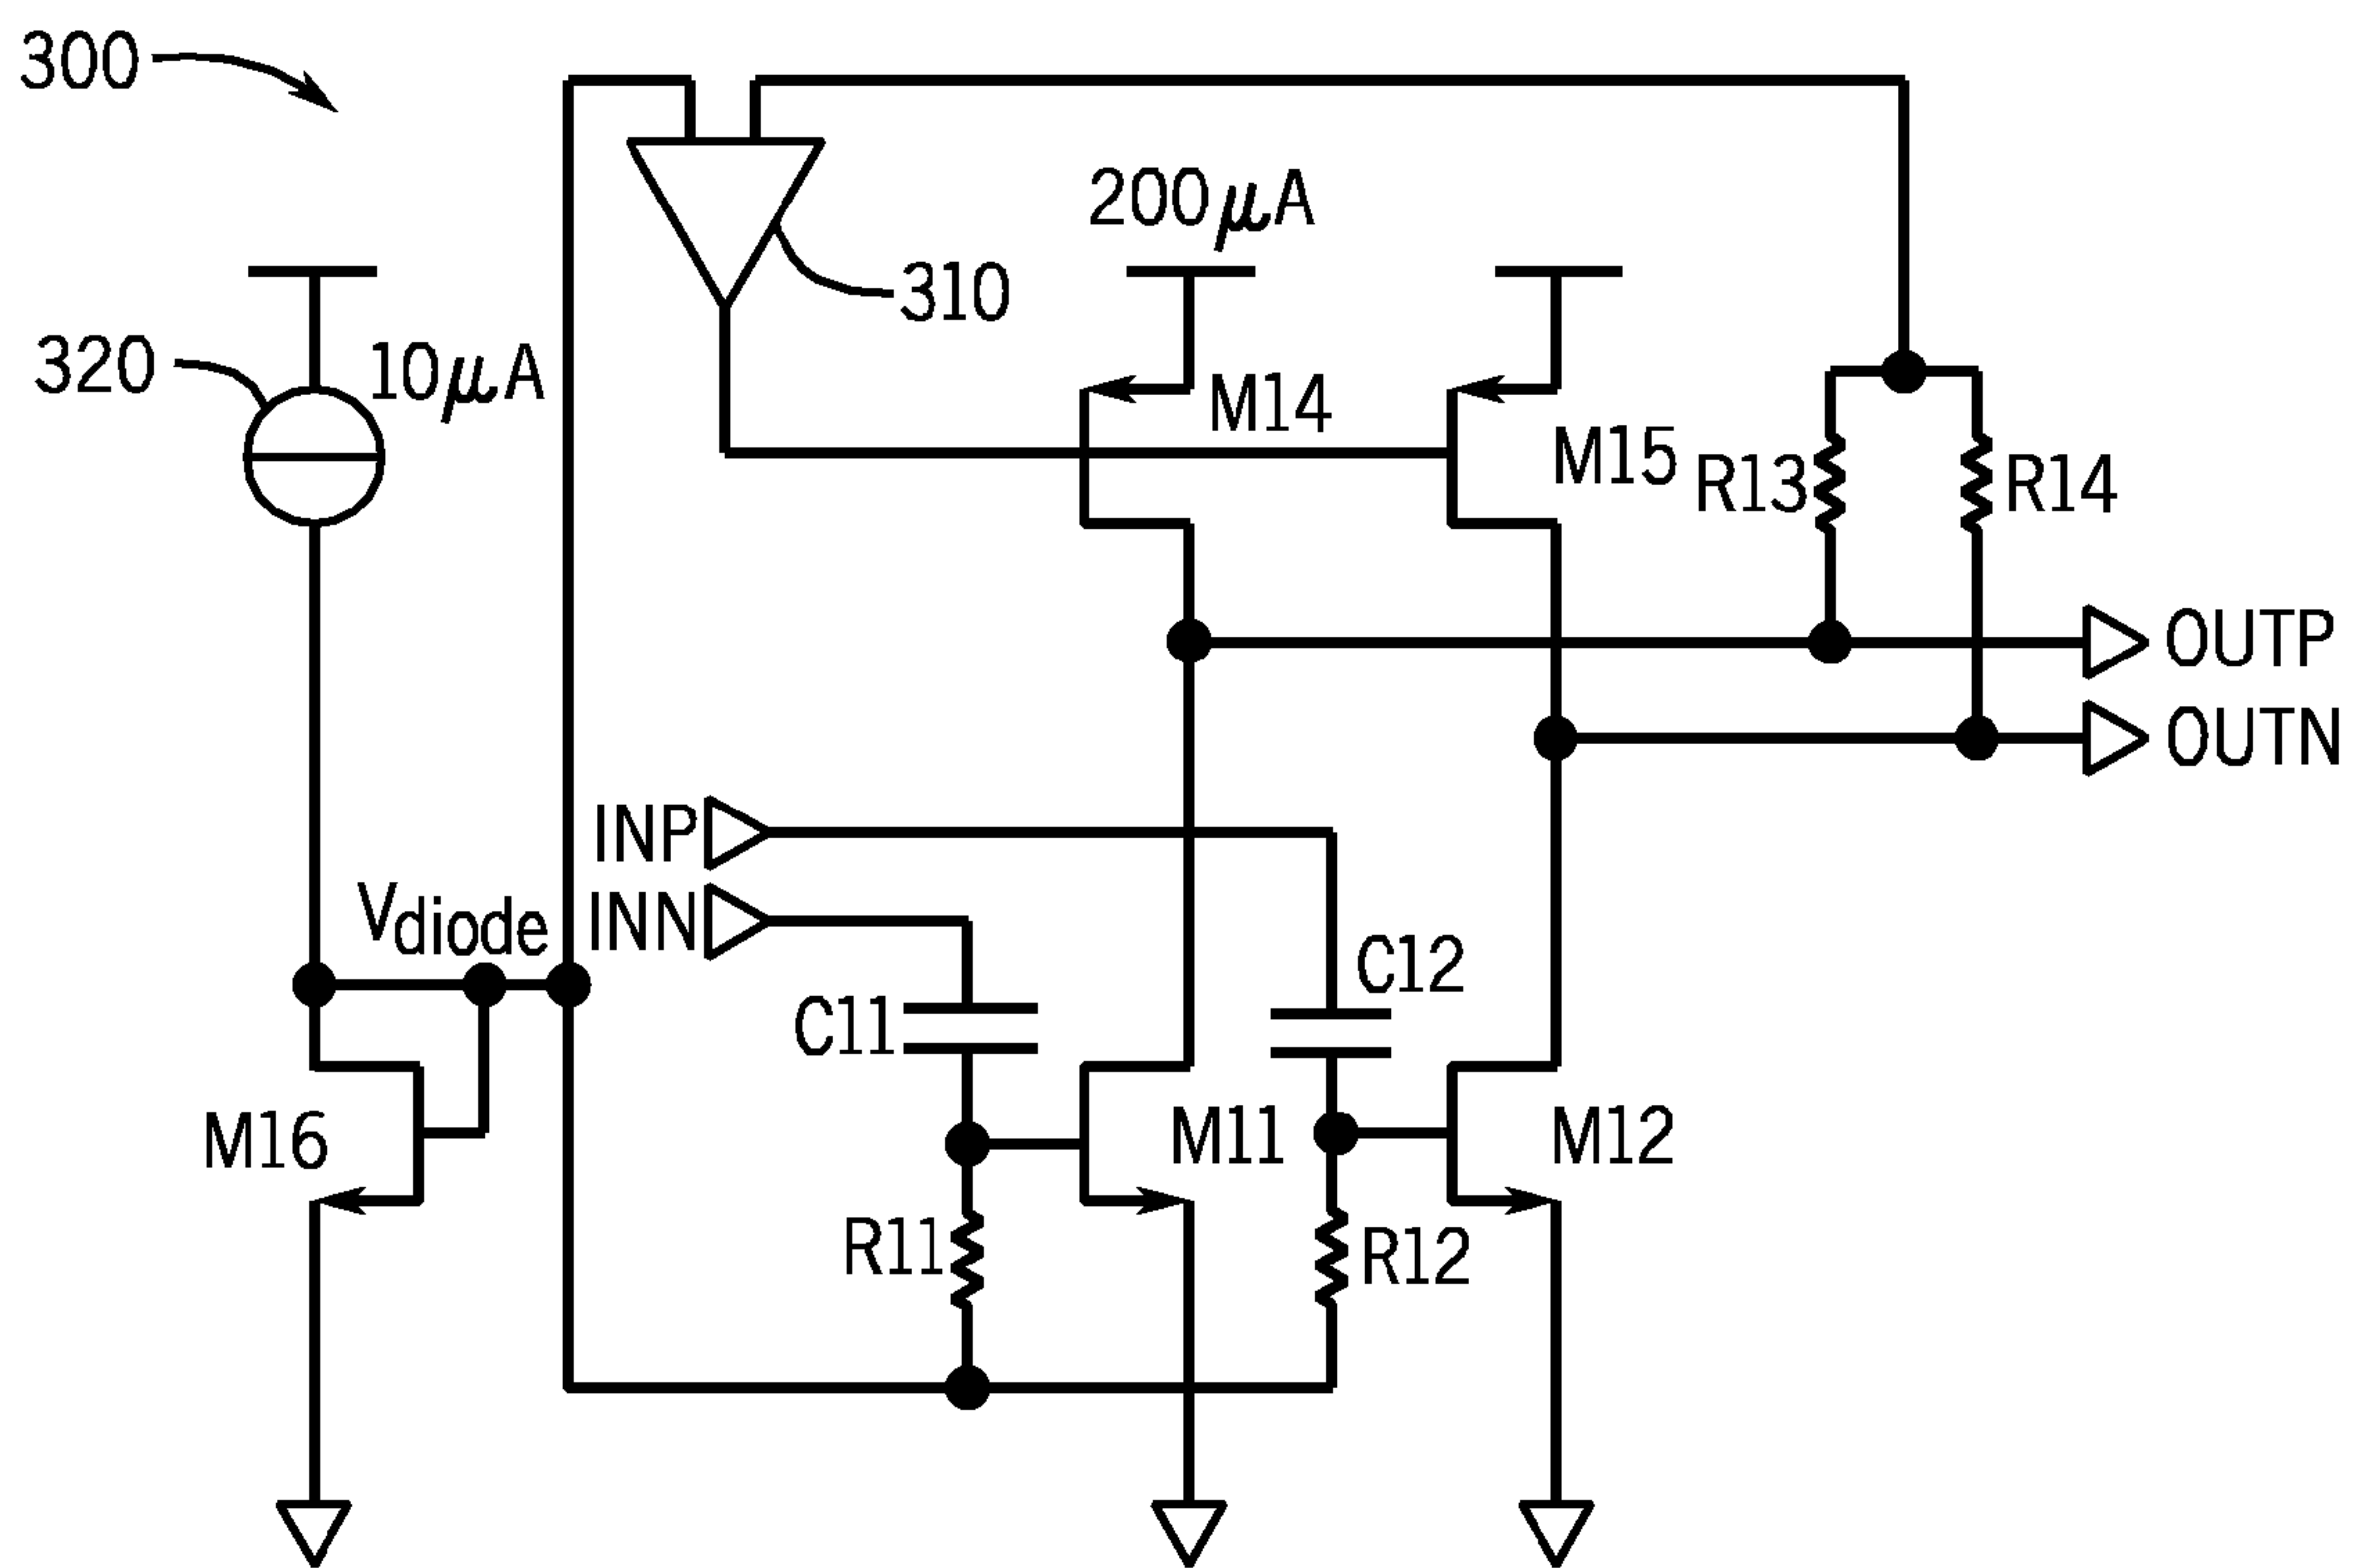 300
200μA
310
320
10μA
M14
M15
R13
R14
OUTP
OUTN
INP
INN
Vdiode
C12
C11
M16
M11
M12
R11
R12